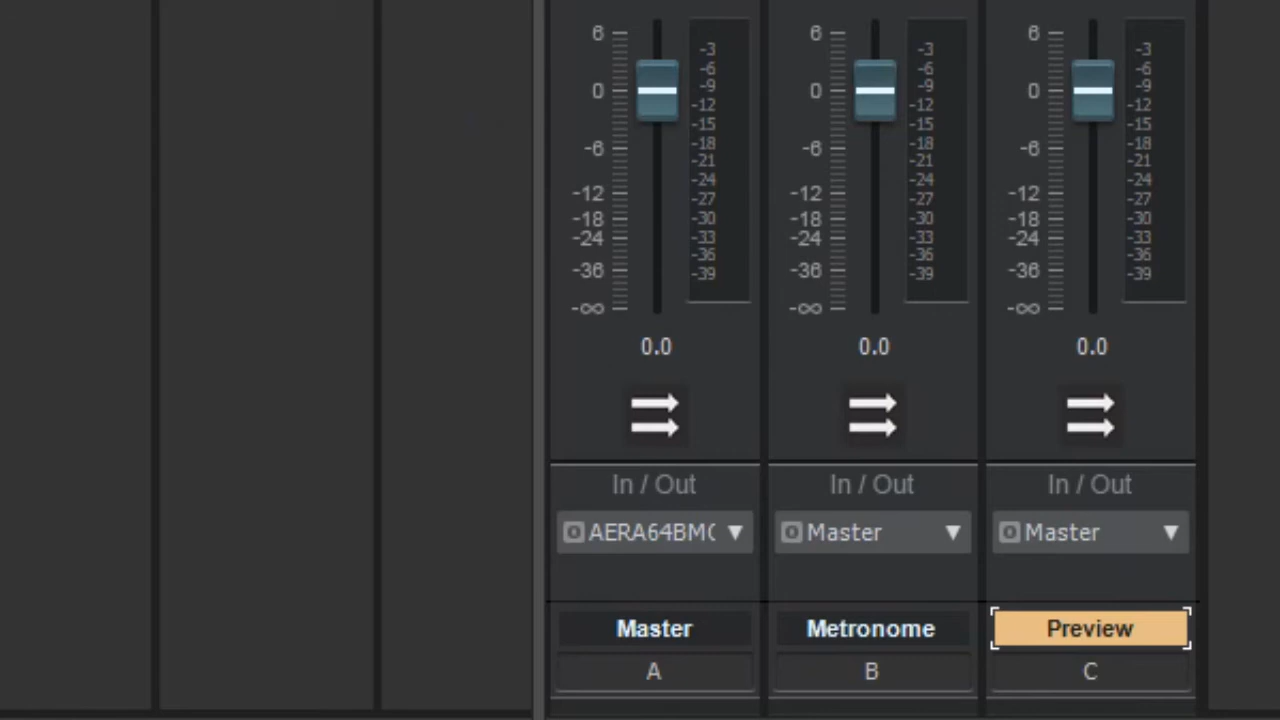 6 -3 6 -3 6 -3
-6 -6 -6
0 -9 0 -9 0 -9
-12 -12 -12
-15 -15 -15
-6 -18 -6 -18 -6 -18
-21 -21 -21
-24 -24 -24
-12 -27 -12 -27 -12 -27
-18 -30 -18 -30 -18 -30
-24 -33 -24 -33 -24 -33
-36 -36 -36
-36 -39 -36 -39 -36 -39
-∞ -∞ -∞
0.0 0.0 0.0
In / Out In / Out In / Out
AERA64BM Master Master
Master Metronome Preview
A B C